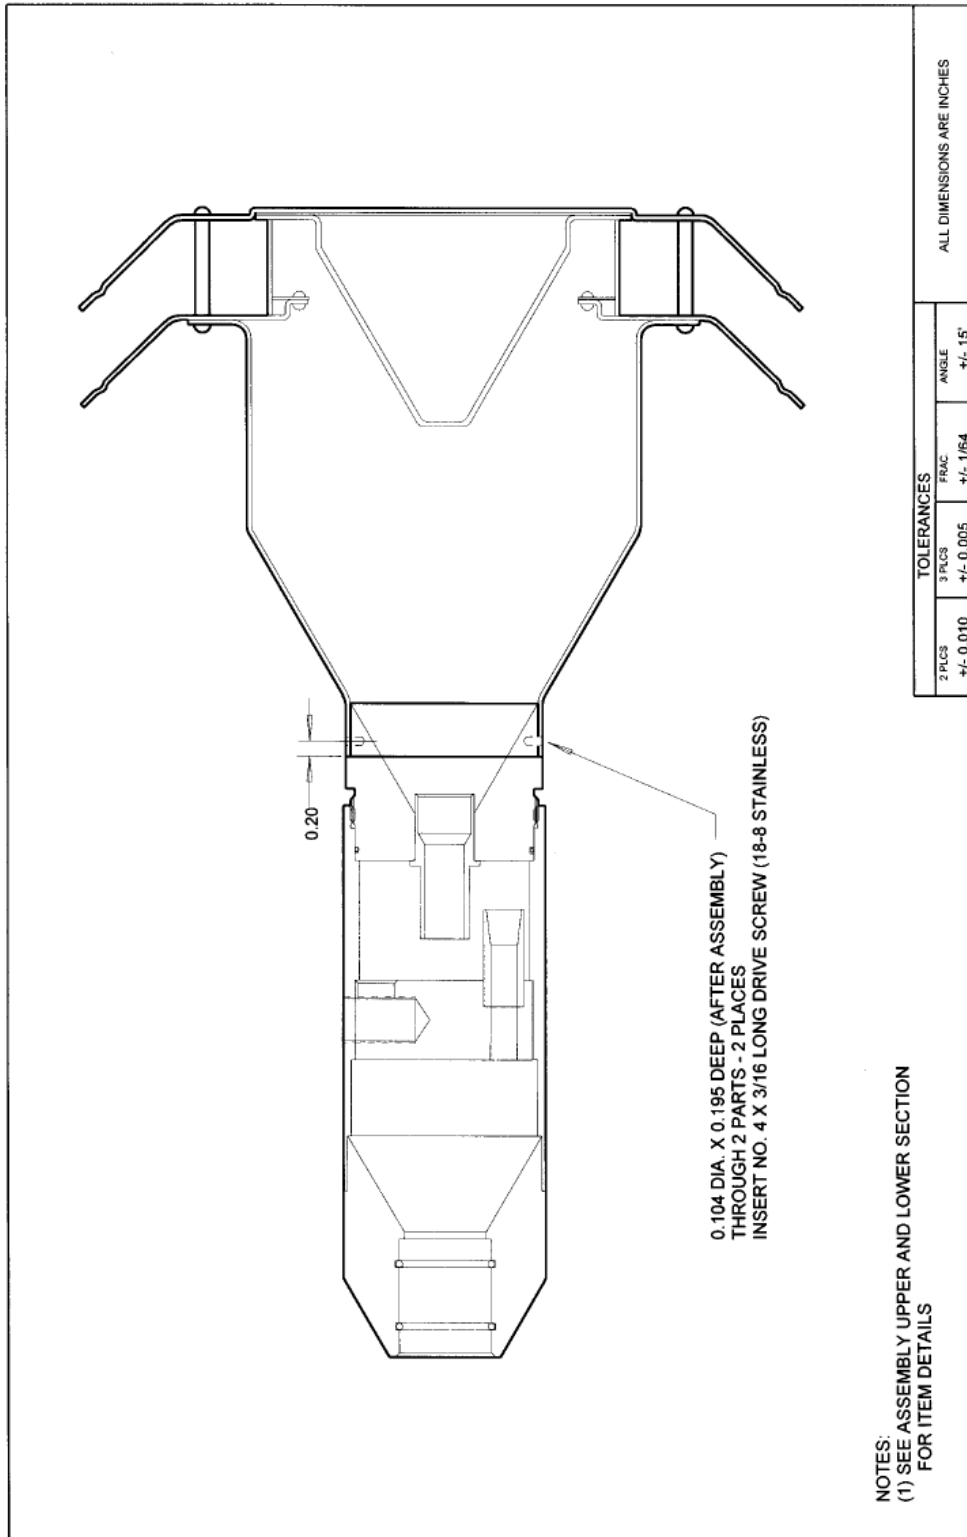 0.20
0.104 DIA. X 0.195 DEEP (AFTER ASSEMBLY)
THROUGH 2 PARTS - 2 PLACES
INSERT NO. 4 X 3/16 LONG DRIVE SCREW (18-8 STAINLESS)
NOTES:
(1) SEE ASSEMBLY UPPER AND LOWER SECTION
FOR ITEM DETAILS
TOLERANCES
2 PLCS 3 PLCS FRAC. ANGLE
+/- 0.010 +/- 0.005 +/- 1/64 +/- 15'
ALL DIMENSIONS ARE INCHES